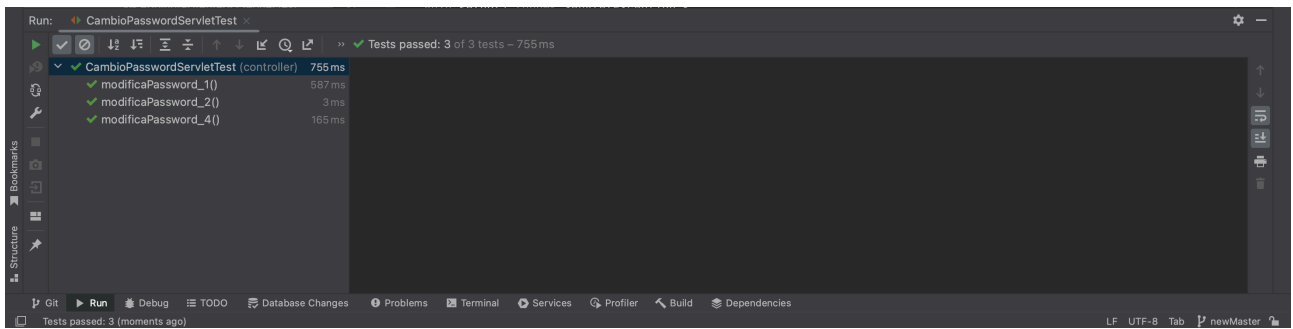 Run: CambioPasswordServletTest
Tests passed: 3 of 3 tests – 755 ms
CambioPasswordServletTest (controller) 755 ms
modificaPassword_1() 587 ms
modificaPassword_2() 3 ms
modificaPassword_4() 165 ms
Bookmarks
Structure
Git Run Debug TODO Database Changes Problems Terminal Services Profiler Build Dependencies
Tests passed: 3 (moments ago) LF UTF-8 Tab newMaster